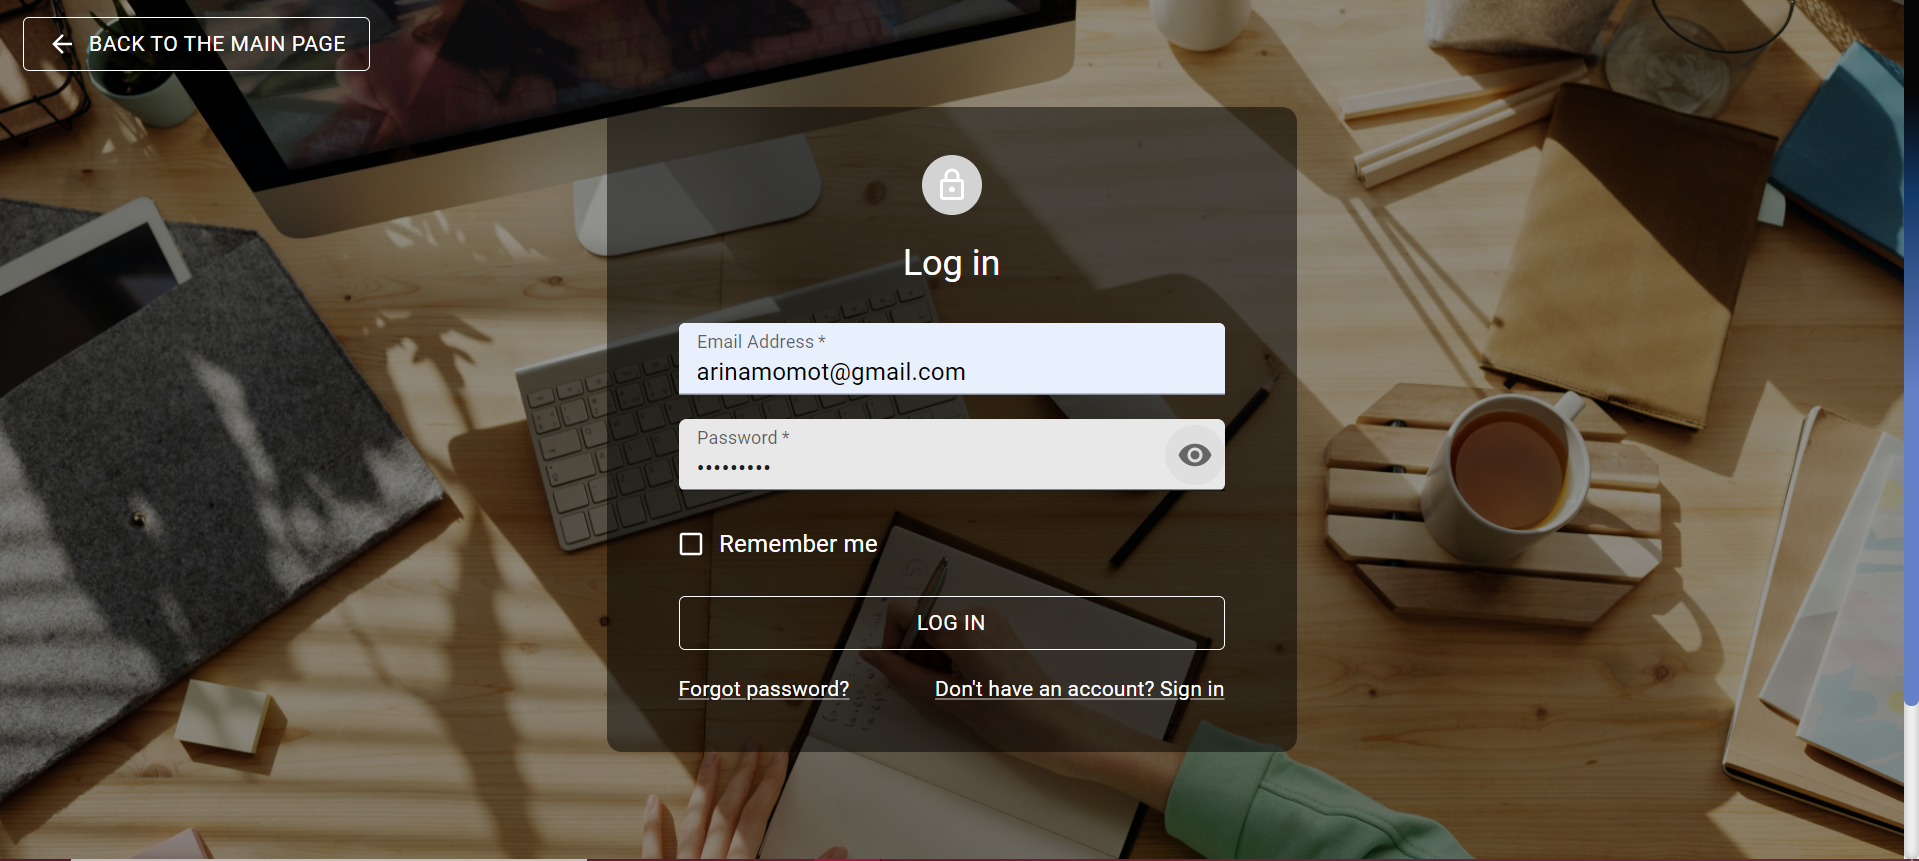 BACK TO THE MAIN PAGE
Log in
Email Address *
arinamomot@gmail.com
Password *
•••••••••
Remember me
LOG IN
Forgot password?
Don't have an account? Sign in